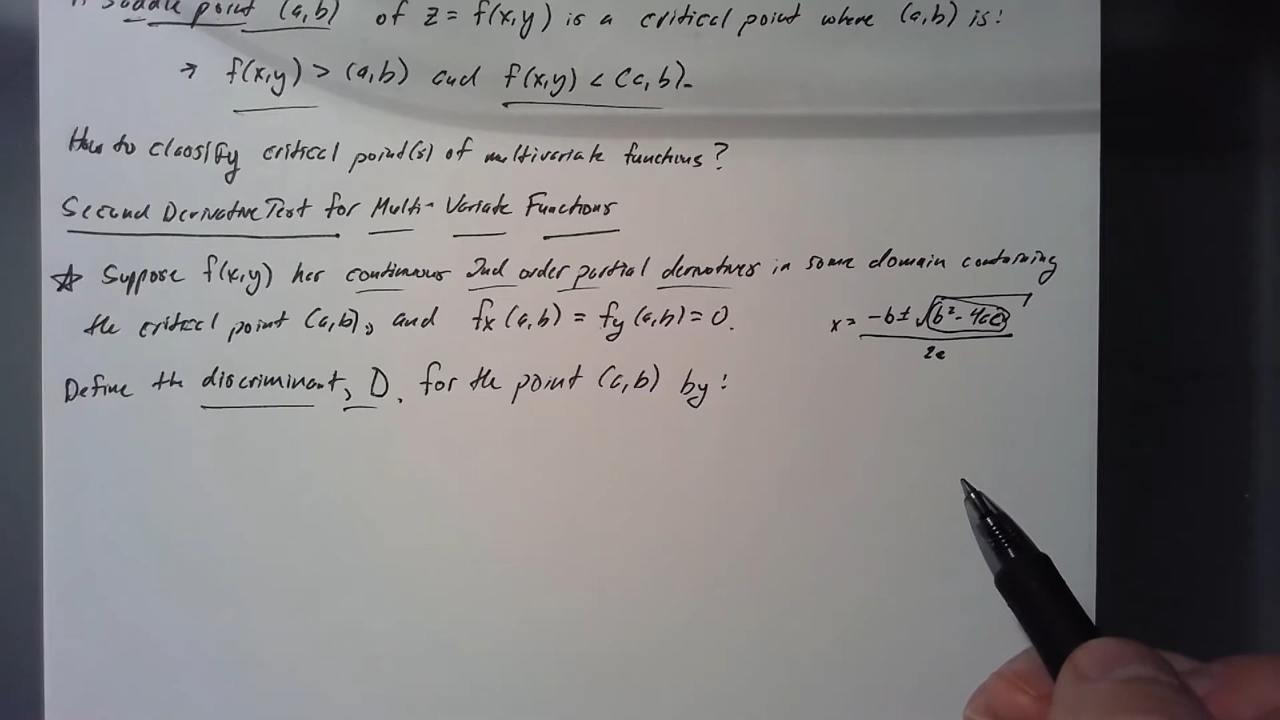 saddle point (a,b) of z = f(x,y) is a critical point where (a,b) is:
→ f(x,y) > (a,b) and f(x,y) < (a,b).
How to classify critical point(s) of multivariate functions?
Second Derivative Test for Multi-Variate Functions
☆ Suppose f(x,y) has continuous 2nd order partial derivatives in some domain containing
the critical point (a,b), and fx(a,b) = fy(a,b) = 0.
x = -b ± √(b² - 4ac) / 2a
Define the discriminant, D, for the point (a,b) by: